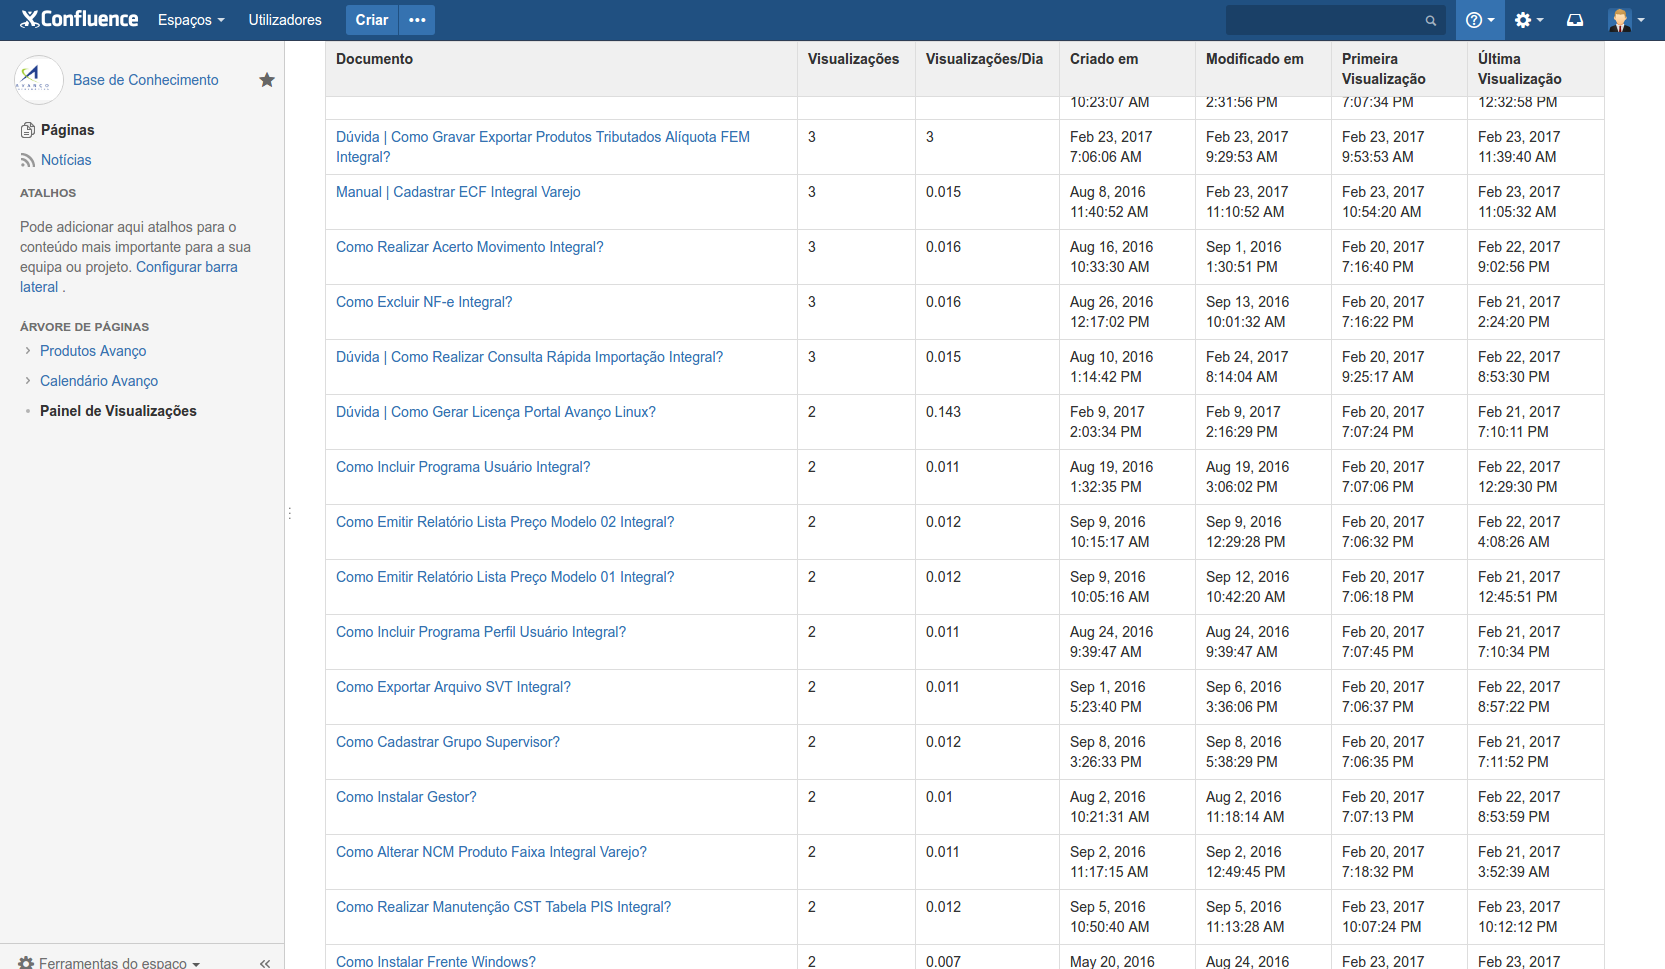 Confluence Espaços Utilizadores Criar •••
Base de Conhecimento
Páginas
Notícias
ATALHOS
Pode adicionar aqui atalhos para o
conteúdo mais importante para a sua
equipa ou projeto. Configurar barra
lateral .
ÁRVORE DE PÁGINAS
Produtos Avanço
Calendário Avanço
Painel de Visualizações
Ferramentas do espaço
Documento Visualizações Visualizações/Dia Criado em Modificado em Primeira Última
Visualização Visualização
10:23:07 AM 2:31:56 PM 7:07:34 PM 12:32:58 PM
Dúvida | Como Gravar Exportar Produtos Tributados Alíquota FEM 3 3 Feb 23, 2017 Feb 23, 2017 Feb 23, 2017 Feb 23, 2017
Integral? 7:06:06 AM 9:29:53 AM 9:53:53 AM 11:39:40 AM
Manual | Cadastrar ECF Integral Varejo 3 0.015 Aug 8, 2016 Feb 23, 2017 Feb 23, 2017 Feb 23, 2017
11:40:52 AM 11:10:52 AM 10:54:20 AM 11:05:32 AM
Como Realizar Acerto Movimento Integral? 3 0.016 Aug 16, 2016 Sep 1, 2016 Feb 20, 2017 Feb 22, 2017
10:33:30 AM 1:30:51 PM 7:16:40 PM 9:02:56 PM
Como Excluir NF-e Integral? 3 0.016 Aug 26, 2016 Sep 13, 2016 Feb 20, 2017 Feb 21, 2017
12:17:02 PM 10:01:32 AM 7:16:22 PM 2:24:20 PM
Dúvida | Como Realizar Consulta Rápida Importação Integral? 3 0.015 Aug 10, 2016 Feb 24, 2017 Feb 20, 2017 Feb 22, 2017
1:14:42 PM 8:14:04 AM 9:25:17 AM 8:53:30 PM
Dúvida | Como Gerar Licença Portal Avanço Linux? 2 0.143 Feb 9, 2017 Feb 9, 2017 Feb 20, 2017 Feb 21, 2017
2:03:34 PM 2:16:29 PM 7:07:24 PM 7:10:11 PM
Como Incluir Programa Usuário Integral? 2 0.011 Aug 19, 2016 Aug 19, 2016 Feb 20, 2017 Feb 22, 2017
1:32:35 PM 3:06:02 PM 7:07:06 PM 12:29:30 PM
Como Emitir Relatório Lista Preço Modelo 02 Integral? 2 0.012 Sep 9, 2016 Sep 9, 2016 Feb 20, 2017 Feb 22, 2017
10:15:17 AM 12:29:28 PM 7:06:32 PM 4:08:26 AM
Como Emitir Relatório Lista Preço Modelo 01 Integral? 2 0.012 Sep 9, 2016 Sep 12, 2016 Feb 20, 2017 Feb 21, 2017
10:05:16 AM 10:42:20 AM 7:06:18 PM 12:45:51 PM
Como Incluir Programa Perfil Usuário Integral? 2 0.011 Aug 24, 2016 Aug 24, 2016 Feb 20, 2017 Feb 21, 2017
9:39:47 AM 9:39:47 AM 7:07:45 PM 7:10:34 PM
Como Exportar Arquivo SVT Integral? 2 0.011 Sep 1, 2016 Sep 6, 2016 Feb 20, 2017 Feb 22, 2017
5:23:40 PM 3:36:06 PM 7:06:37 PM 8:57:22 PM
Como Cadastrar Grupo Supervisor? 2 0.012 Sep 8, 2016 Sep 8, 2016 Feb 20, 2017 Feb 21, 2017
3:26:33 PM 5:38:29 PM 7:06:35 PM 7:11:52 PM
Como Instalar Gestor? 2 0.01 Aug 2, 2016 Aug 2, 2016 Feb 20, 2017 Feb 22, 2017
10:21:31 AM 11:18:14 AM 7:07:13 PM 8:53:59 PM
Como Alterar NCM Produto Faixa Integral Varejo? 2 0.011 Sep 2, 2016 Sep 2, 2016 Feb 20, 2017 Feb 21, 2017
11:17:15 AM 12:49:45 PM 7:18:32 PM 3:52:39 AM
Como Realizar Manutenção CST Tabela PIS Integral? 2 0.012 Sep 5, 2016 Sep 5, 2016 Feb 23, 2017 Feb 23, 2017
10:50:40 AM 11:13:28 AM 10:07:24 PM 10:12:12 PM
Como Instalar Frente Windows? 2 0.007 May 20, 2016 Aug 24, 2016 Feb 23, 2017 Feb 23, 2017